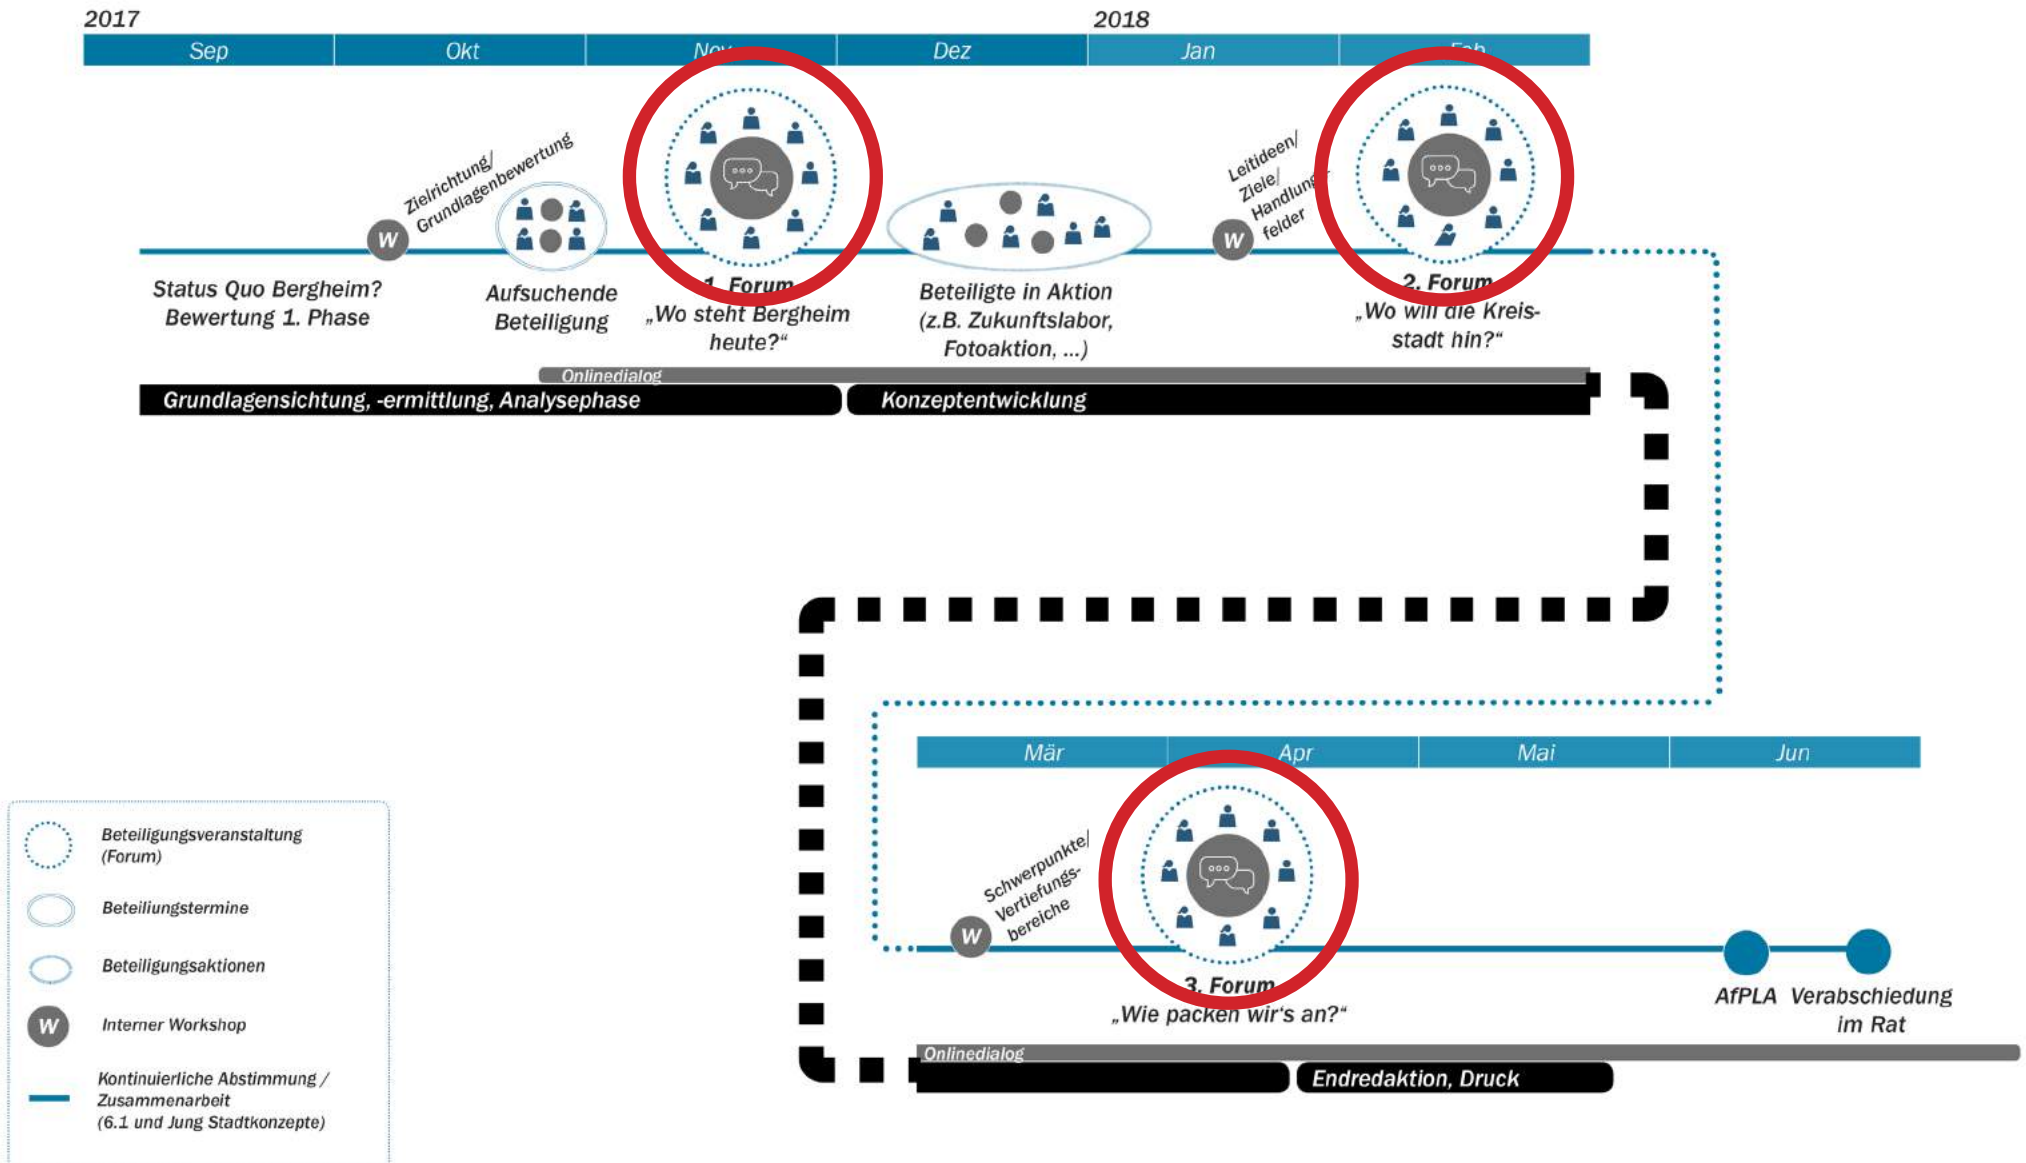 2017
2018
Sep
Okt
Nov
Dez
Jan
Feb
Zielrichtung/
Grundlagenbewertung
Leitideen/
Ziele/
Handlungs-
felder
W
W
Status Quo Bergheim?
Bewertung 1. Phase
Aufsuchende
Beteiligung
1. Forum
„Wo steht Bergheim
heute?“
Beteiligte in Aktion
(z.B. Zukunftslabor,
Fotoaktion, ...)
2. Forum
„Wo will die Kreis-
stadt hin?“
Onlinedialog
Grundlagensichtung, -ermittlung, Analysephase
Konzeptentwicklung
Mär
Apr
Mai
Jun
Schwerpunkte/
Vertiefungs-
bereiche
W
3. Forum
„Wie packen wir‘s an?“
AfPLA
Verabschiedung
im Rat
Onlinedialog
Endredaktion, Druck
Beteiligungsveranstaltung
(Forum)
Beteiliungstermine
Beteiligungsaktionen
W
Interner Workshop
Kontinuierliche Abstimmung /
Zusammenarbeit
(6.1 und Jung Stadtkonzepte)